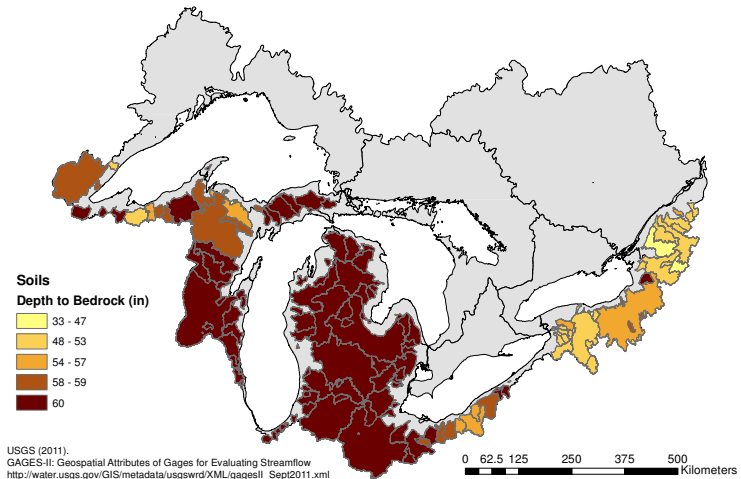 Soils
Depth to Bedrock (in)
33 - 47
48 - 53
54 - 57
58 - 59
60
USGS (2011).
GAGES-II: Geospatial Attributes of Gages for Evaluating Streamflow
http://water.usgs.gov/GIS/metadata/usgswrd/XML/gagesII_Sept2011.xml
0 62.5 125 250 375 500
Kilometers